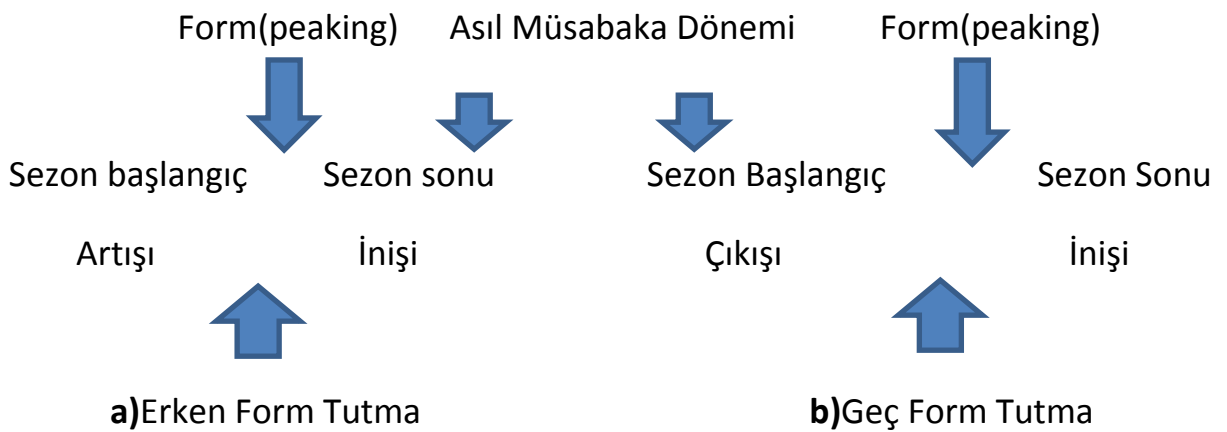 Form(peaking) Asıl Müsabaka Dönemi Form(peaking)
Sezon başlangıç Sezon sonu Sezon Başlangıç Sezon Sonu
Artışı İnişi Çıkışı İnişi
a)Erken Form Tutma b)Geç Form Tutma